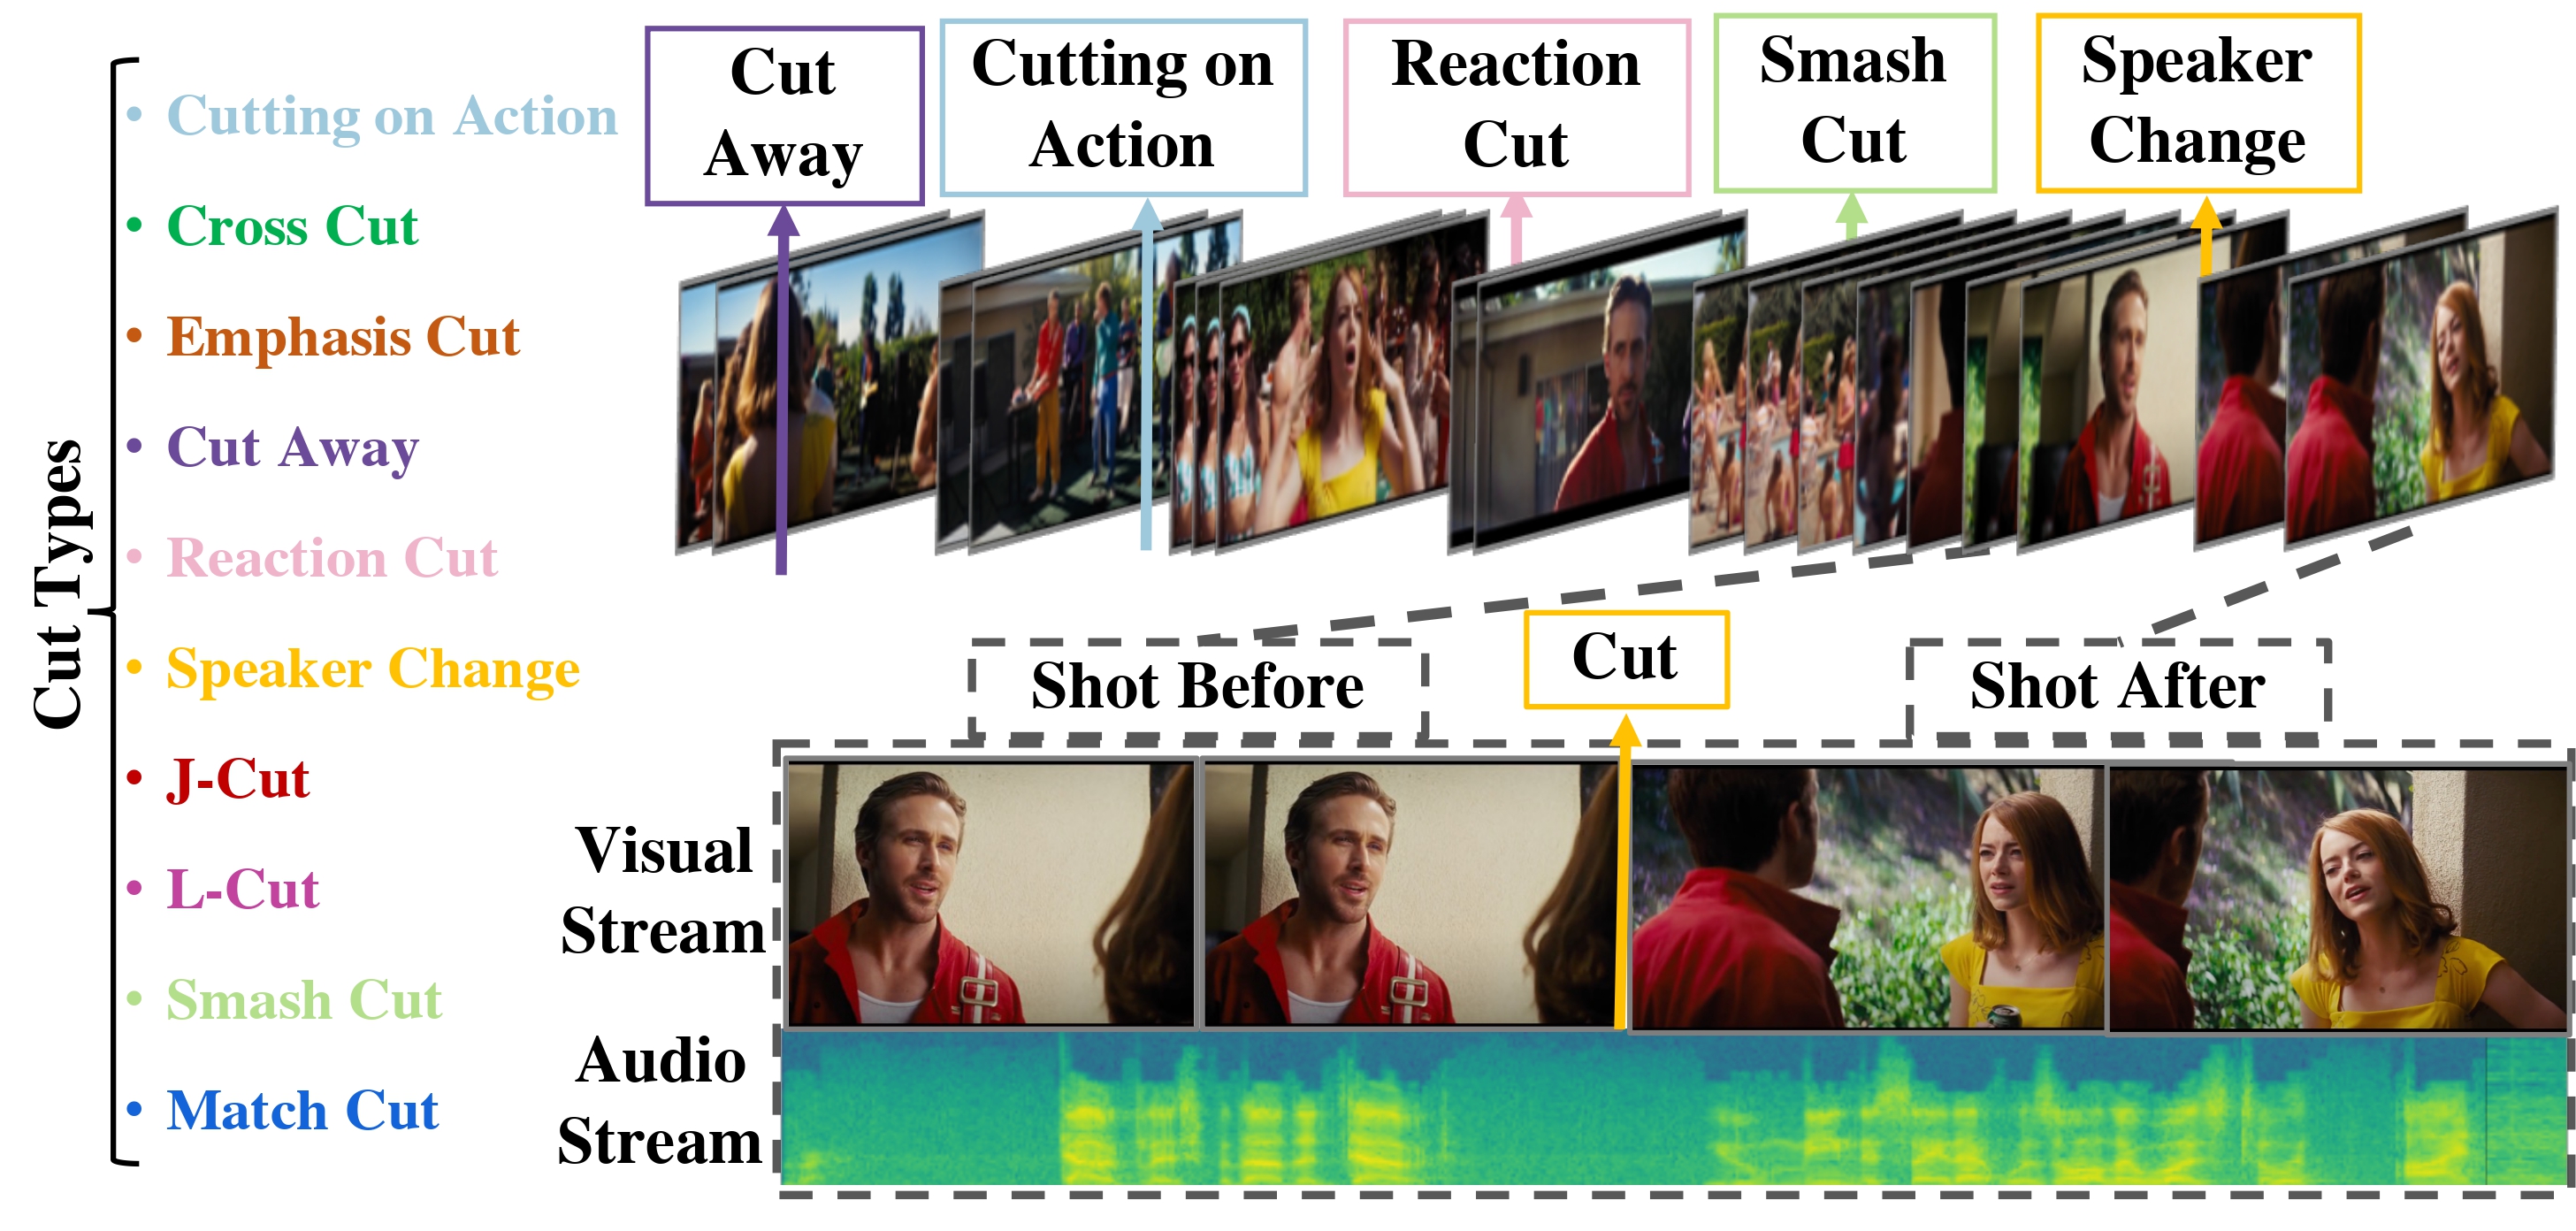 Cut Types
• Cutting on Action
• Cross Cut
• Emphasis Cut
• Cut Away
• Reaction Cut
• Speaker Change
• J-Cut
• L-Cut
• Smash Cut
• Match Cut
Cut
Away
Cutting on
Action
Reaction
Cut
Smash
Cut
Speaker
Change
Shot Before
Cut
Shot After
Visual
Stream
Audio
Stream